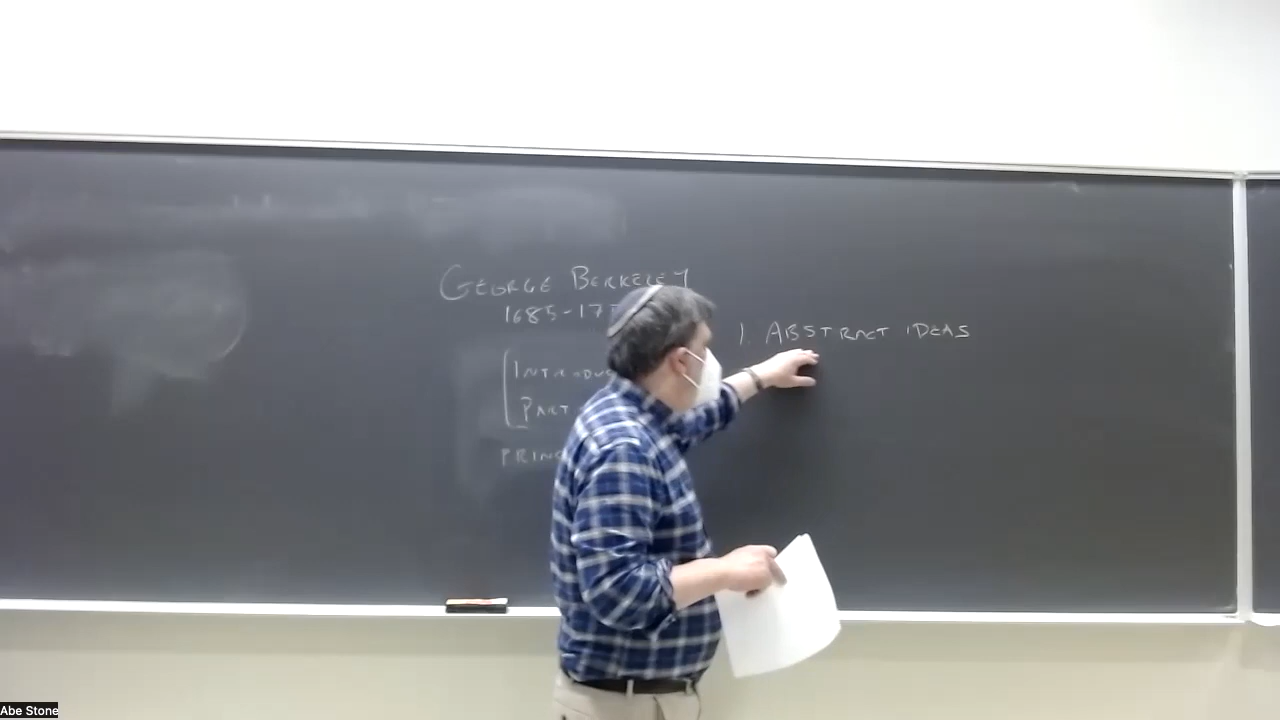 GEORGE BERKELEY
1685-17
1. ABSTRACT IDEAS
INTRODUC
PART
PRINC
Abe Stone